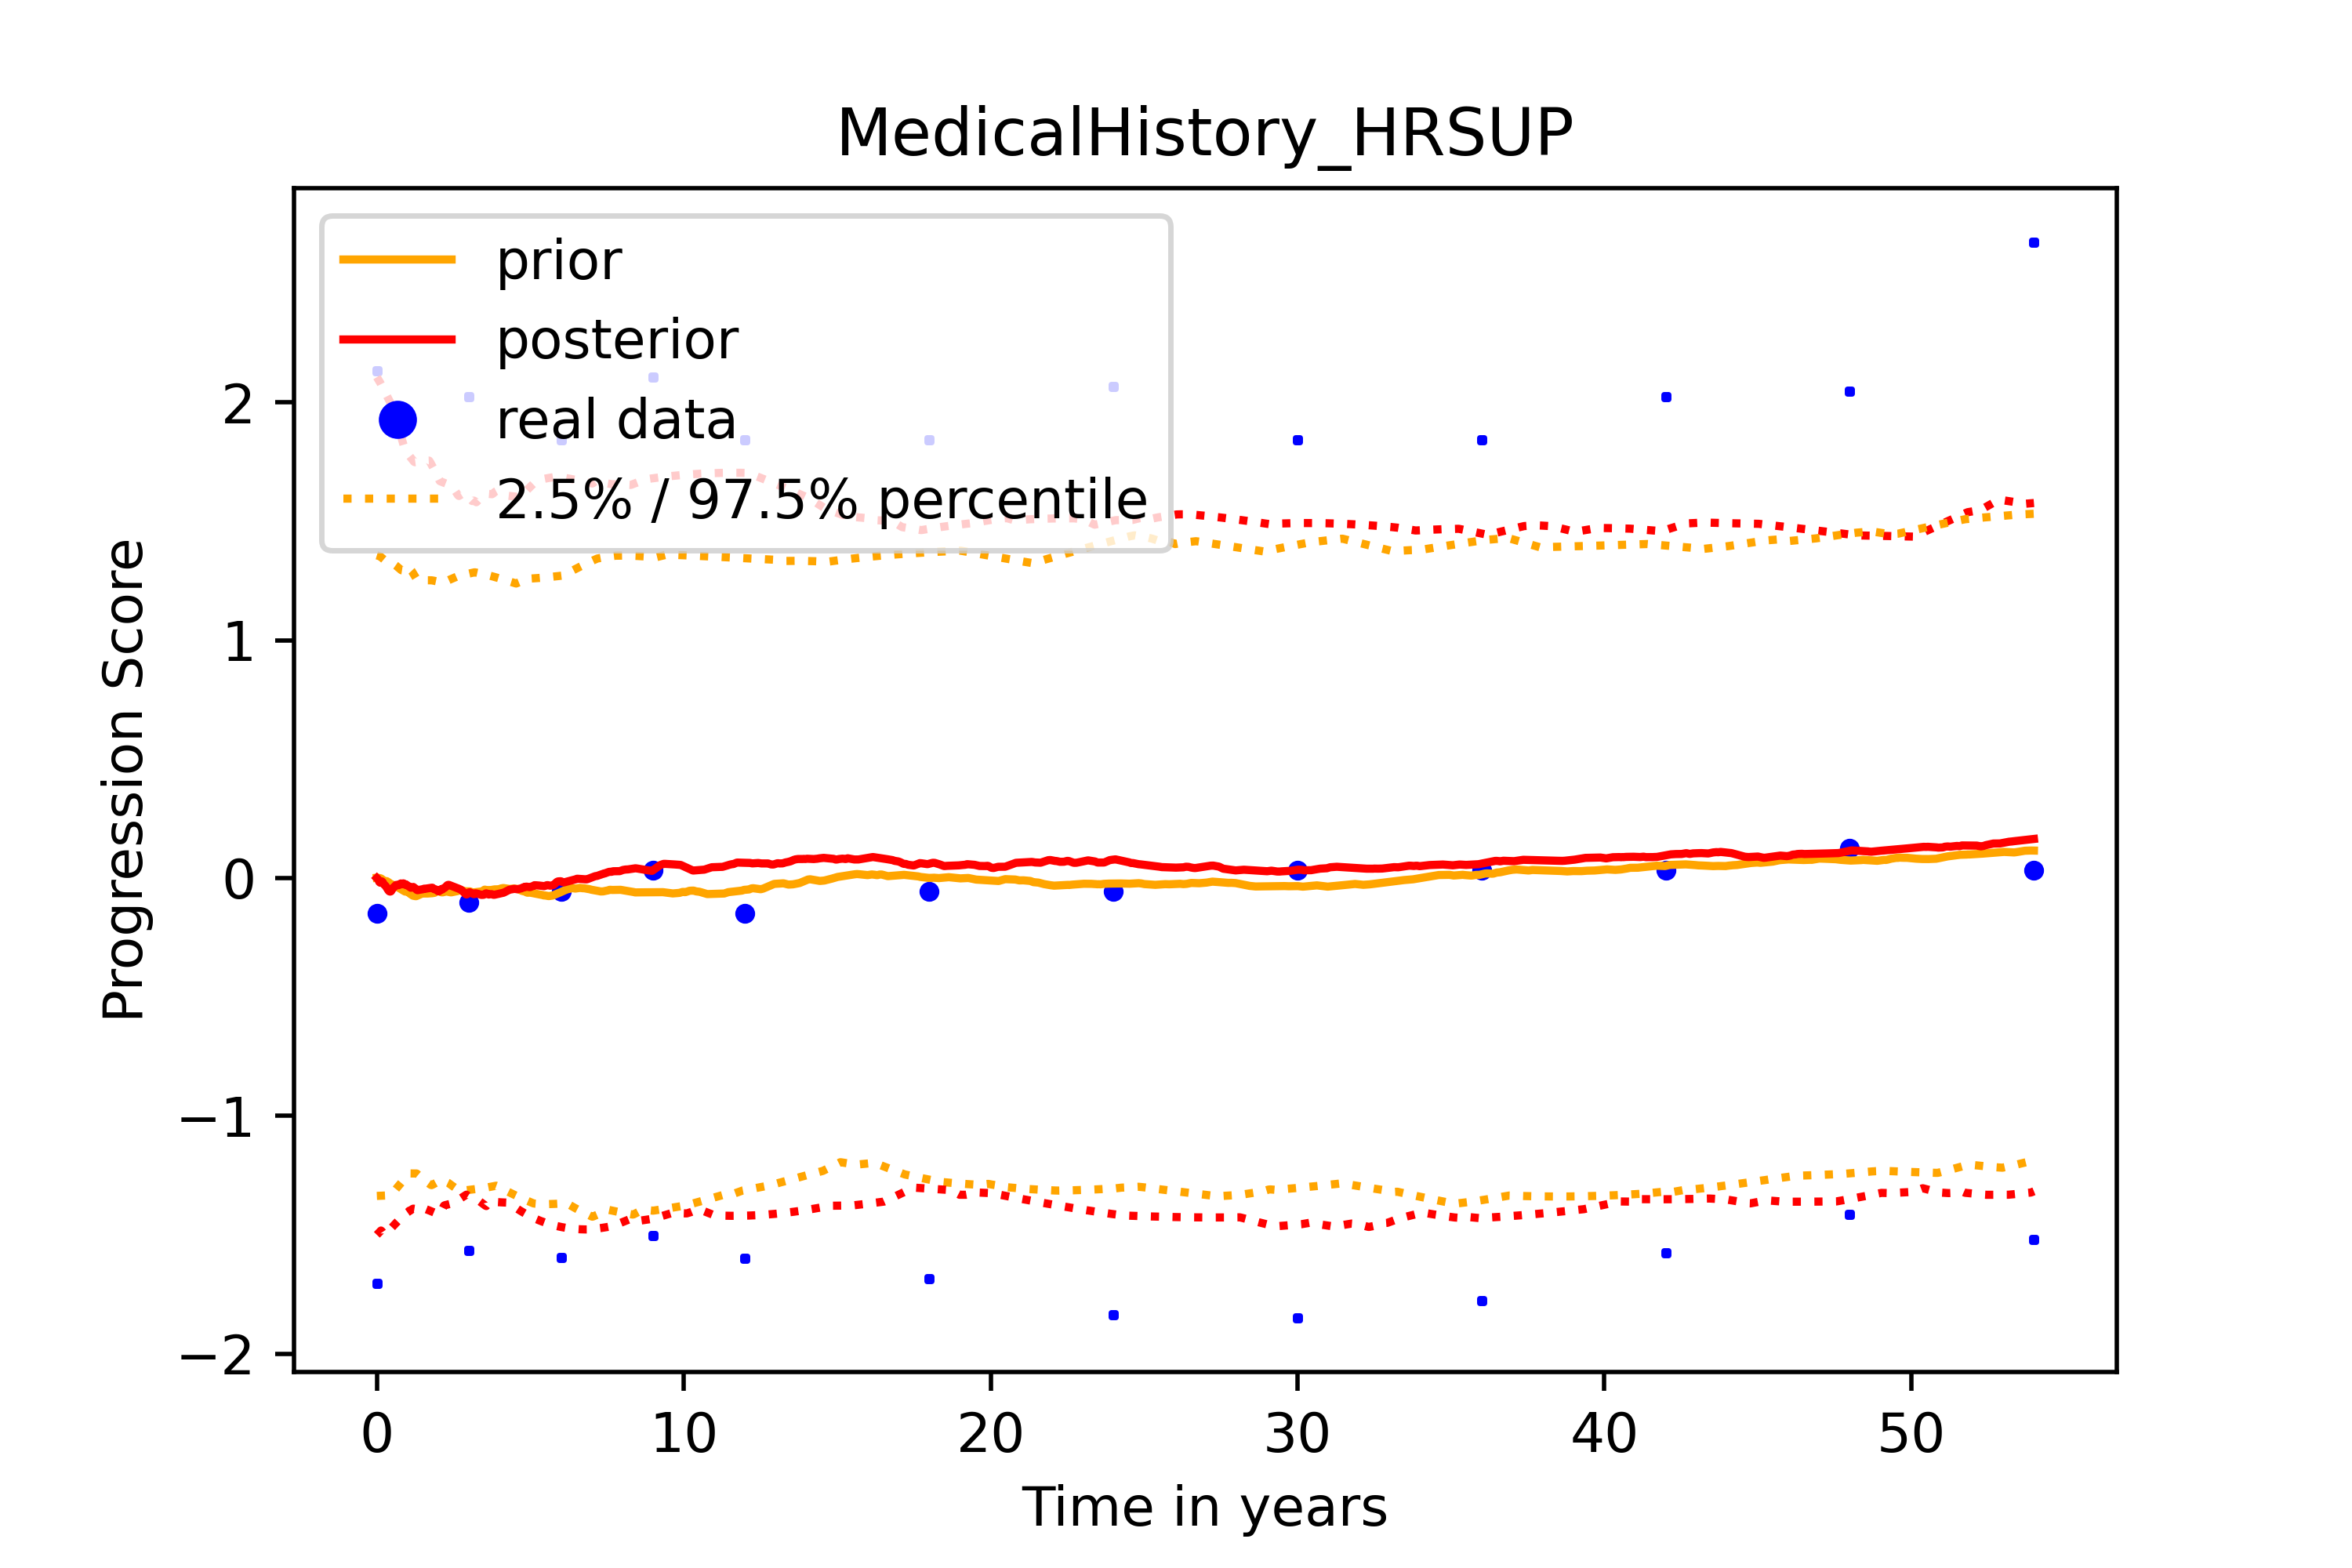 MedicalHistory_HRSUP
prior
posterior
real data
2.5% / 97.5% percentile
Progression Score
2
1
0
−1
−2
0 10 20 30 40 50
Time in years